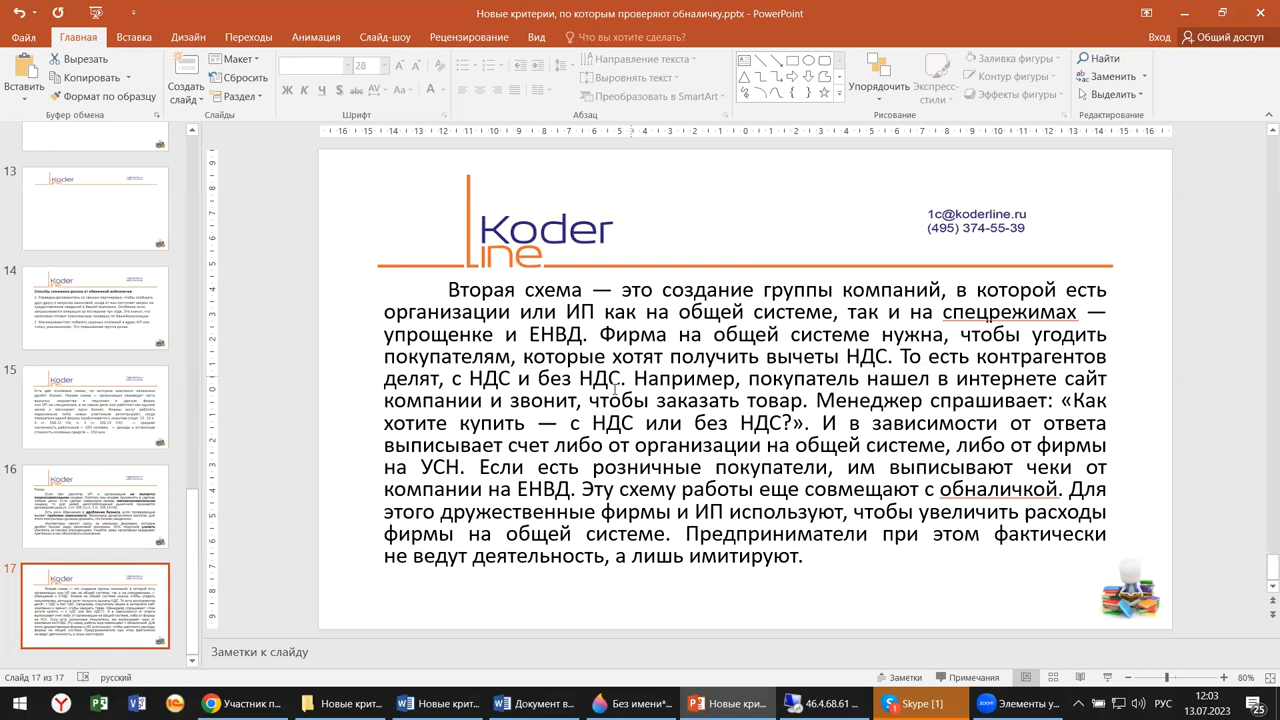 Новые критерии, по которым проверяют обналичку.pptx - PowerPoint
Файл Главная Вставка Дизайн Переходы Анимация Слайд-шоу Рецензирование Вид Что вы хотите сделать? Вход Общий доступ
Вставить
Вырезать
Копировать
Формат по образцу
Буфер обмена
Создать слайд
Макет
Сбросить
Раздел
Слайды
28
Ж К Ч S abc AV Aa А
Шрифт
Направление текста
Выровнять текст
Преобразовать в SmartArt
Абзац
Упорядочить
Экспресс-стили
Заливка фигуры
Контур фигуры
Эффекты фигуры
Рисование
Найти
Заменить
Выделить
Редактирование
13
14
15
16
17
Koder
line
1c@koderline.ru
(495) 374-55-39
Вторая схема — это создание группы компаний, в которой есть
организации или ИП как на общей системе, так и на спецрежимах —
упрощенке и ЕНВД. Фирма на общей системе нужна, чтобы угодить
покупателям, которые хотят получить вычеты НДС. То есть контрагентов
делят, с НДС и без НДС. Например, покупатель нашел в интернете сайт
компании и звонит, чтобы заказать товар. Менеджер спрашивает: «Как
хотите купить — с НДС или без НДС?». И в зависимости от ответа
выписывает счет либо от организации на общей системе, либо от фирмы
на УСН. Если есть розничные покупатели, им выписывают чеки от
компании на ЕНВД. Эту схему работы еще совмещают с обналичкой. Для
этого дружественные фирмы и ИП используют, чтобы увеличить расходы
фирмы на общей системе. Предприниматели при этом фактически
не ведут деятельность, а лишь имитируют.
Заметки к слайду
Слайд 17 из 17 русский Заметки Примечания 80%
Участник п... Новые крит... Новые крит... Документ в... Без имени*... Новые кри... 46.4.68.61 ... Skype [1] Элементы у... РУС 12:03
13.07.2023 25